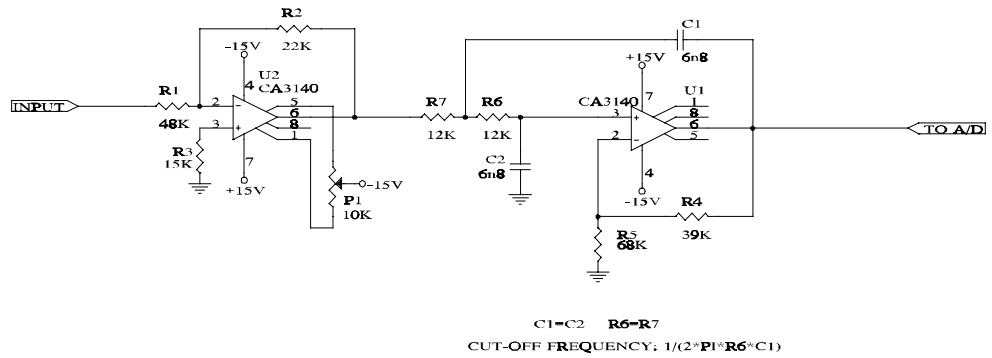 R2
22K
-15V
4
U2
CA3140
INPUT
R1
48K
2
3
5
6
8
1
7
+15V
R3
15K
-15V
P1
10K
R7
12K
R6
12K
C2
6n8
C1
6n8
+15V
7
CA3140
U1
3
2
1
8
6
5
4
-15V
TO A/D
R4
39K
R5
68K
C1=C2 R6=R7
CUT-OFF FREQUENCY; 1/(2*PI*R6*C1)